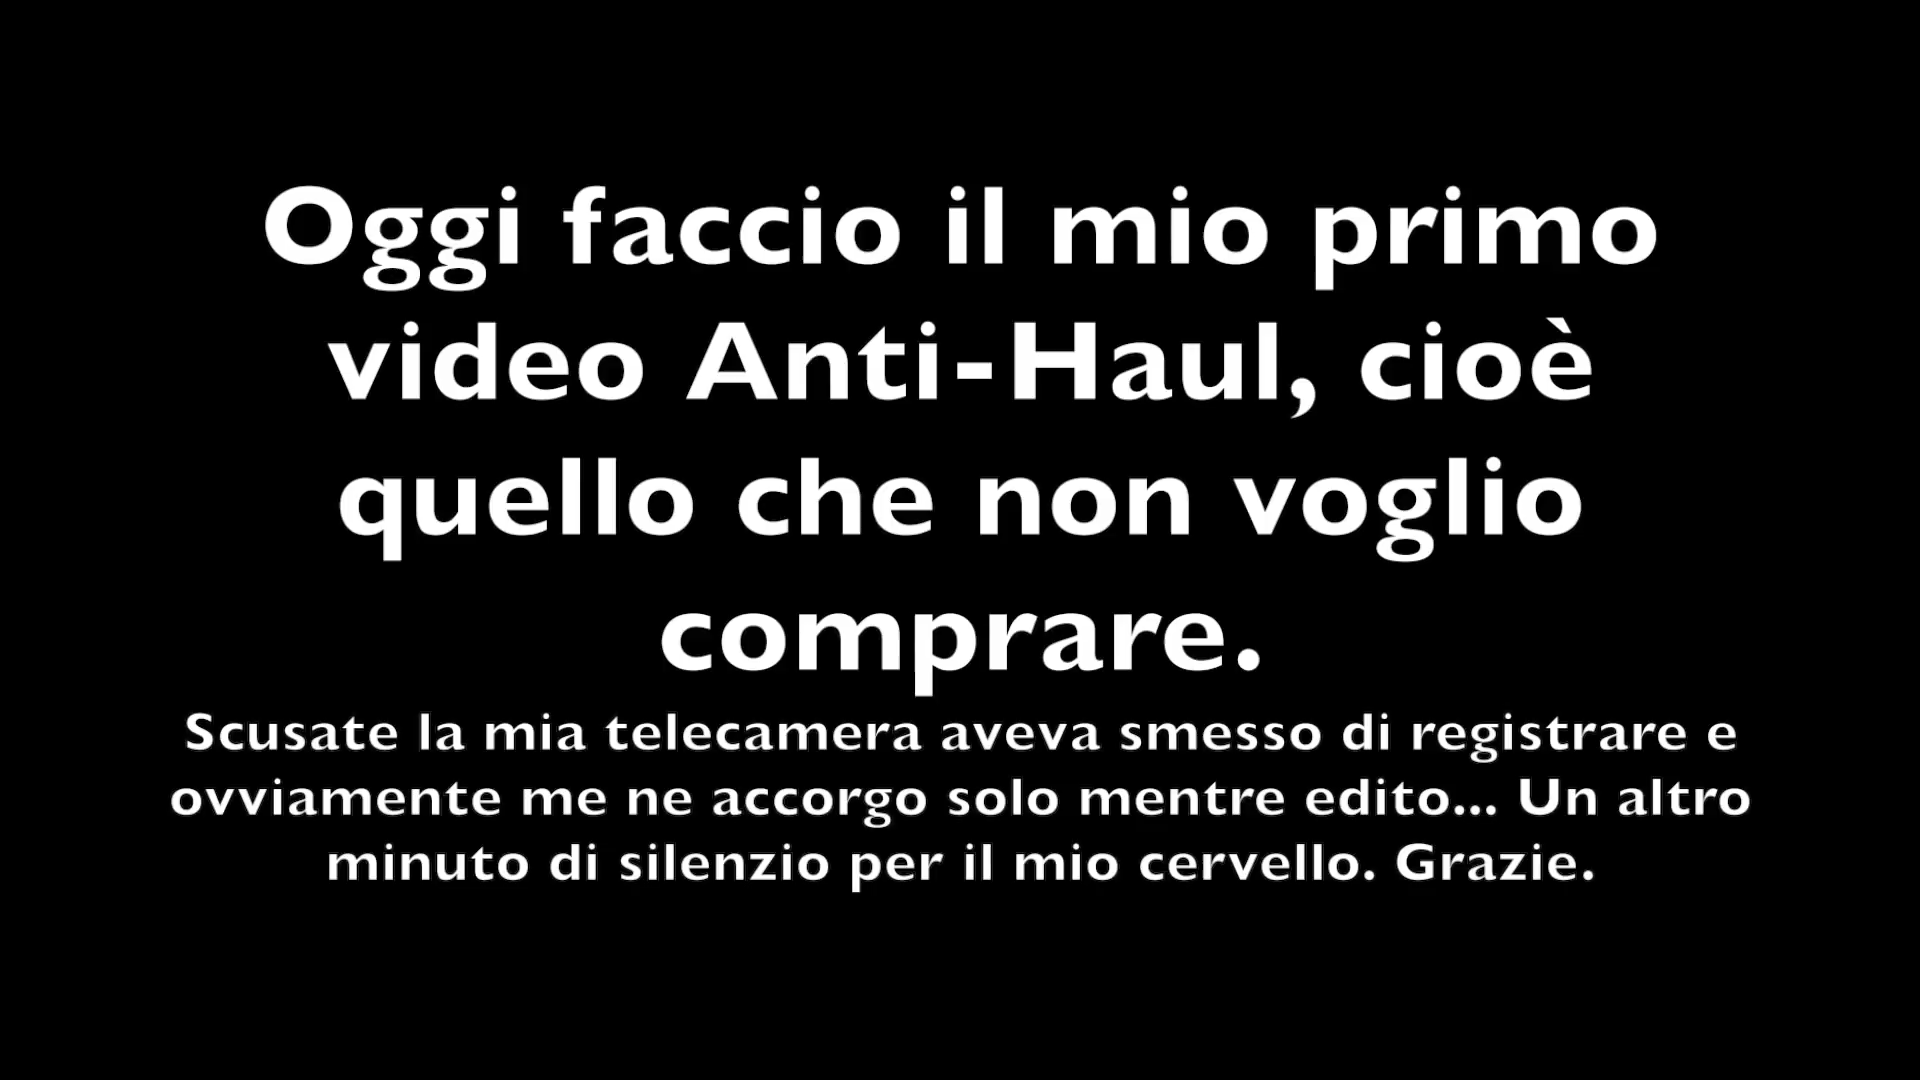 Oggi faccio il mio primo
video Anti-Haul, cioè
quello che non voglio
comprare.
Scusate la mia telecamera aveva smesso di registrare e
ovviamente me ne accorgo solo mentre edito... Un altro
minuto di silenzio per il mio cervello. Grazie.